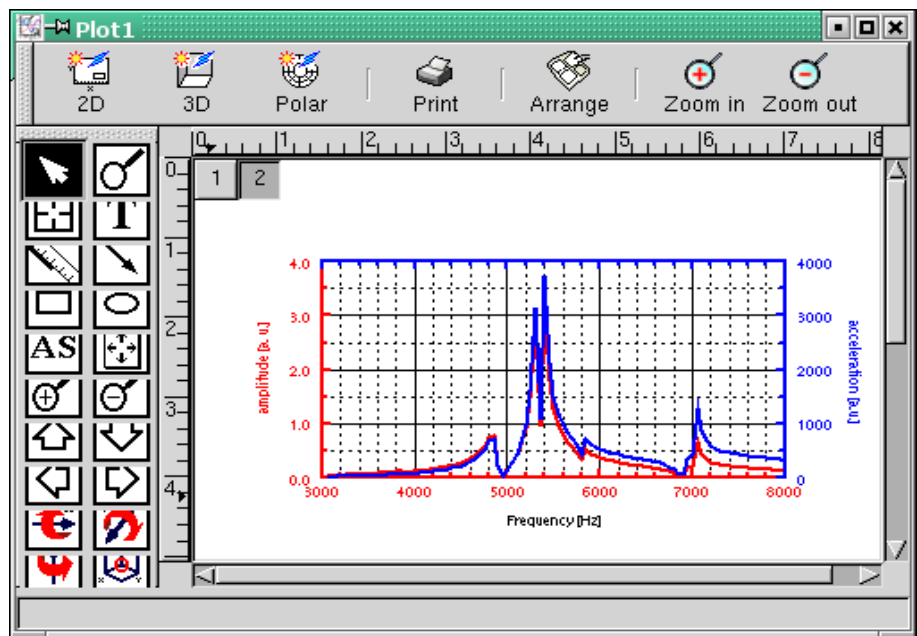 Plot1
2D 3D Polar Print Arrange Zoom in Zoom out
0 1 2 3 4 5 6 7 8
1 2
T
AS
0
1
2
3
4
4.0 4000
3.0 3000
2.0 2000
1.0 1000
0.0 0
amplitude [a. u.]
acceleration [a.u]
3000 4000 5000 6000 7000 8000
Frequency [Hz]